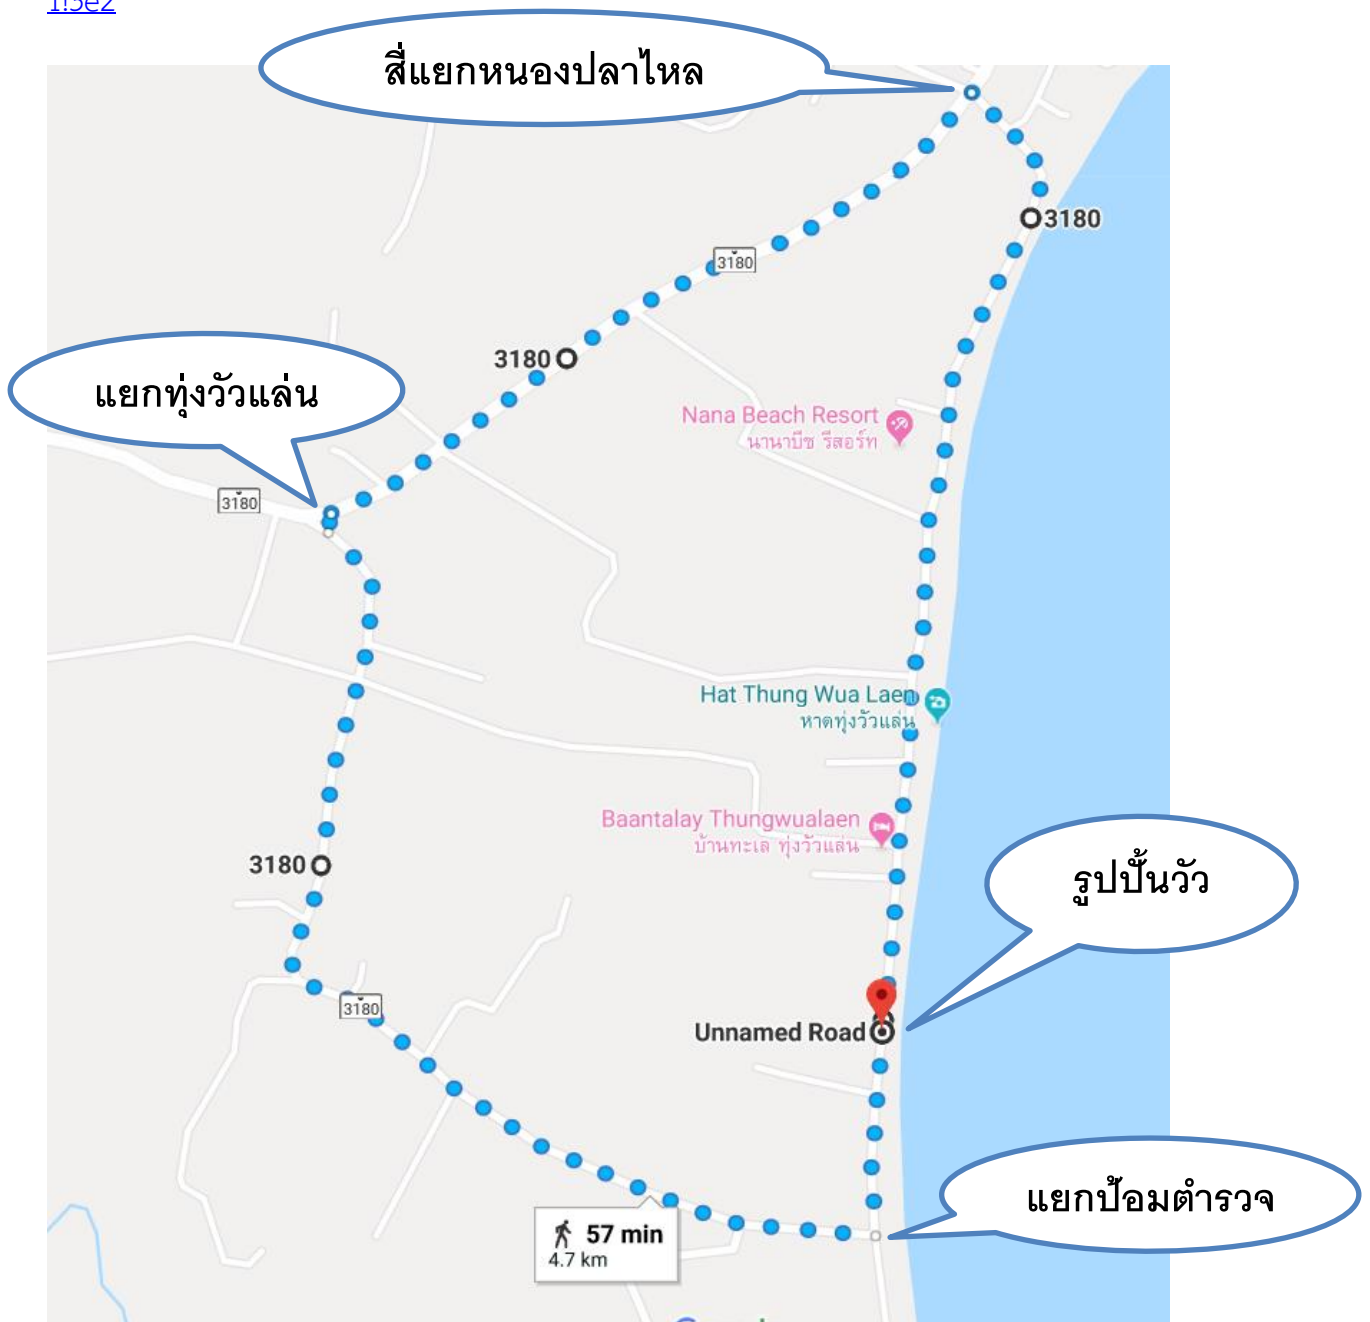 1!3e2
สี่แยกหนองปลาไหล
3180
3180
3180
แยกทุ่งวัวแล่น
Nana Beach Resort
นานาบีช รีสอร์ท
3180
Hat Thung Wua Laen
หาดทุ่งวัวแล่น
Baantalay Thungwualaen
บ้านทะเล ทุ่งวัวแล่น
3180
รูปปั้นวัว
3180
Unnamed Road
แยกป้อมตำรวจ
57 min
4.7 km